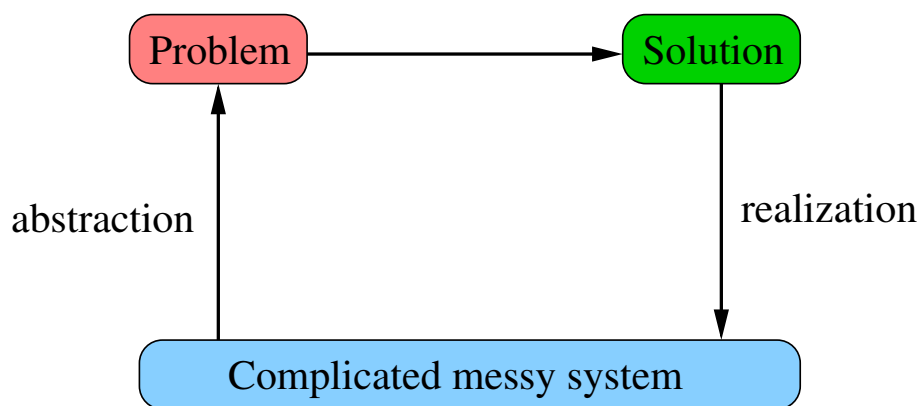 Problem
Solution
abstraction
realization
Complicated messy system